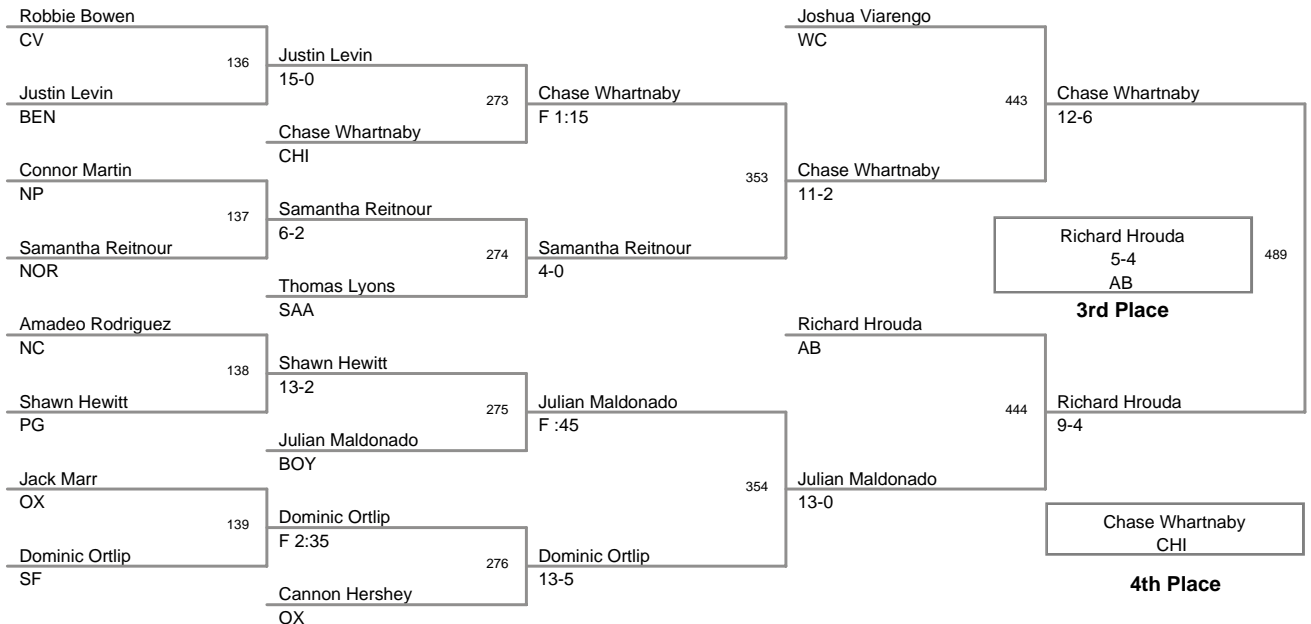 Robbie Bowen
CV
136
Justin Levin
BEN
Connor Martin
NP
137
Samantha Reitnour
NOR
Amadeo Rodriguez
NC
138
Shawn Hewitt
PG
Jack Marr
OX
139
Dominic Ortlip
SF
Justin Levin
15-0
273
Chase Whartnaby
CHI
Samantha Reitnour
6-2
274
Thomas Lyons
SAA
Shawn Hewitt
13-2
275
Julian Maldonado
BOY
Dominic Ortlip
F 2:35
276
Cannon Hershey
OX
Chase Whartnaby
F 1:15
353
Samantha Reitnour
4-0
Julian Maldonado
F :45
354
Dominic Ortlip
13-5
Joshua Viarengo
WC
443
Chase Whartnaby
11-2
Richard Hrouda
AB
444
Julian Maldonado
13-0
Chase Whartnaby
12-6
Richard Hrouda
5-4
AB
489
3rd Place
Richard Hrouda
9-4
Chase Whartnaby
CHI
4th Place